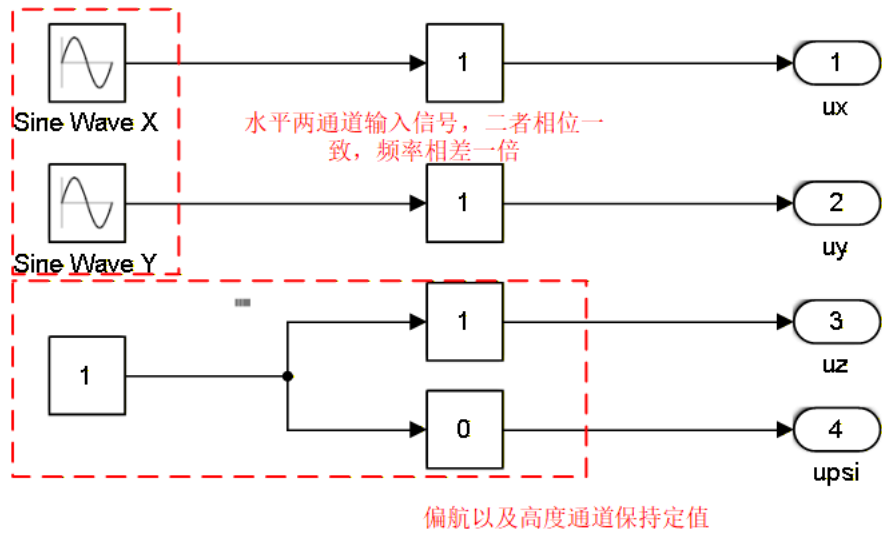 1
1
Sine Wave X
水平两通道输入信号，二者相位一
致，频率相差一倍
ux
1
2
Sine Wave Y
uy
1
3
1
uz
0
4
upsi
偏航以及高度通道保持定值